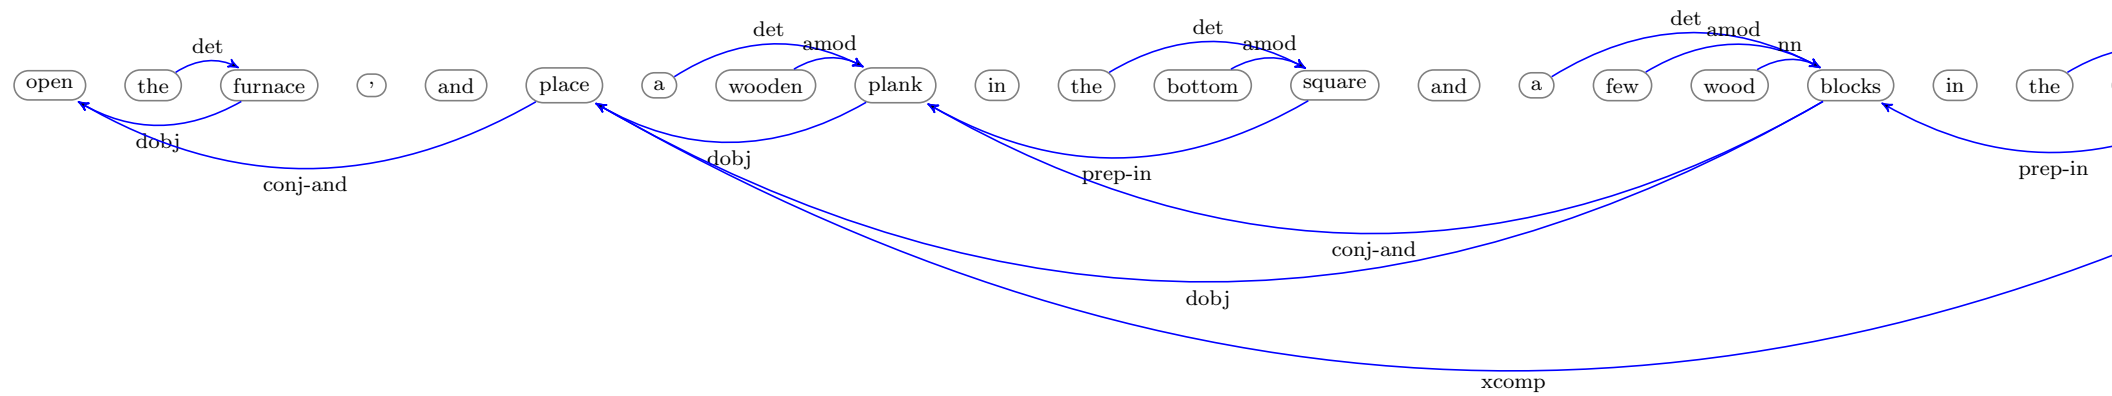 det det amod det amod det amod nn
open the furnace , and place a wooden plank in the bottom square and a few wood blocks in the
dobj dobj prep-in prep-in
conj-and
conj-and
dobj
xcomp